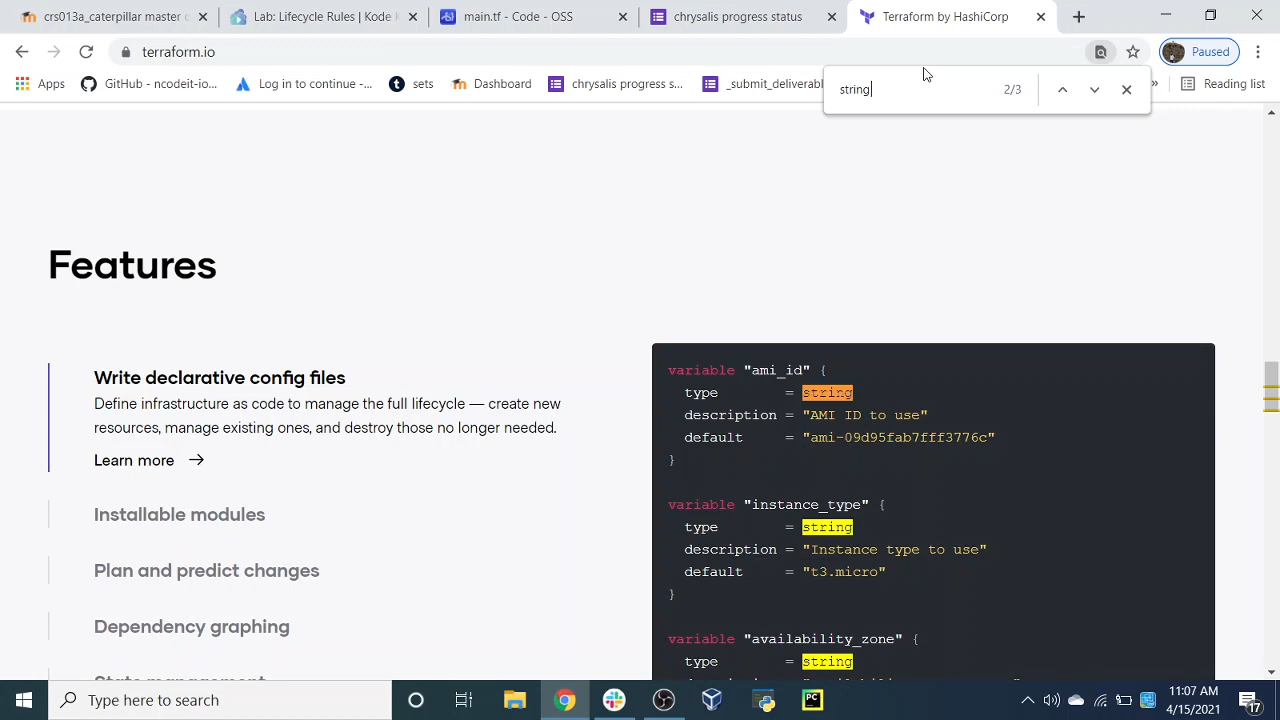 crs013a_caterpillar master
Lab: Lifecycle Rules | Kode
main.tf - Code - OSS
chrysalis progress status
Terraform by HashiCorp
terraform.io
Paused
Apps
GitHub - ncodeit-io...
Log in to continue -...
sets
Dashboard
chrysalis progress s...
_submit_deliverabl
»
Reading list
string
2/3
Features
Write declarative config files
Define infrastructure as code to manage the full lifecycle — create new
resources, manage existing ones, and destroy those no longer needed.
Learn more →
Installable modules
Plan and predict changes
Dependency graphing
variable "ami_id" {
type = string
description = "AMI ID to use"
default = "ami-09d95fab7fff3776c"
}
variable "instance_type" {
type = string
description = "Instance type to use"
default = "t3.micro"
}
variable "availability_zone" {
type = string
Type here to search
PC
11:07 AM
4/15/2021
17